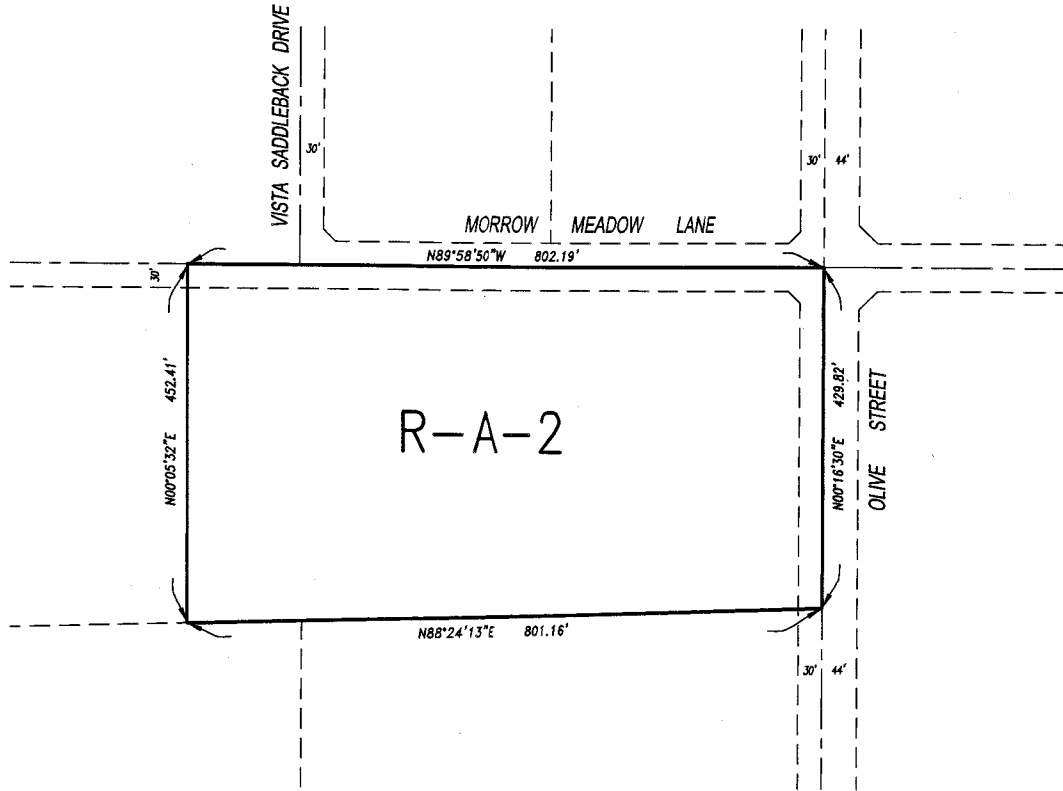 VISTA SADDLEBACK DRIVE
30'
30' 44'
MORROW MEADOW LANE
N89°58'50"W 802.19'
30'
N00°05'32"E 452.41'
R-A-2
N00°16'30"E 429.82'
OLIVE STREET
N88°24'13"E 801.16'
30' 44'